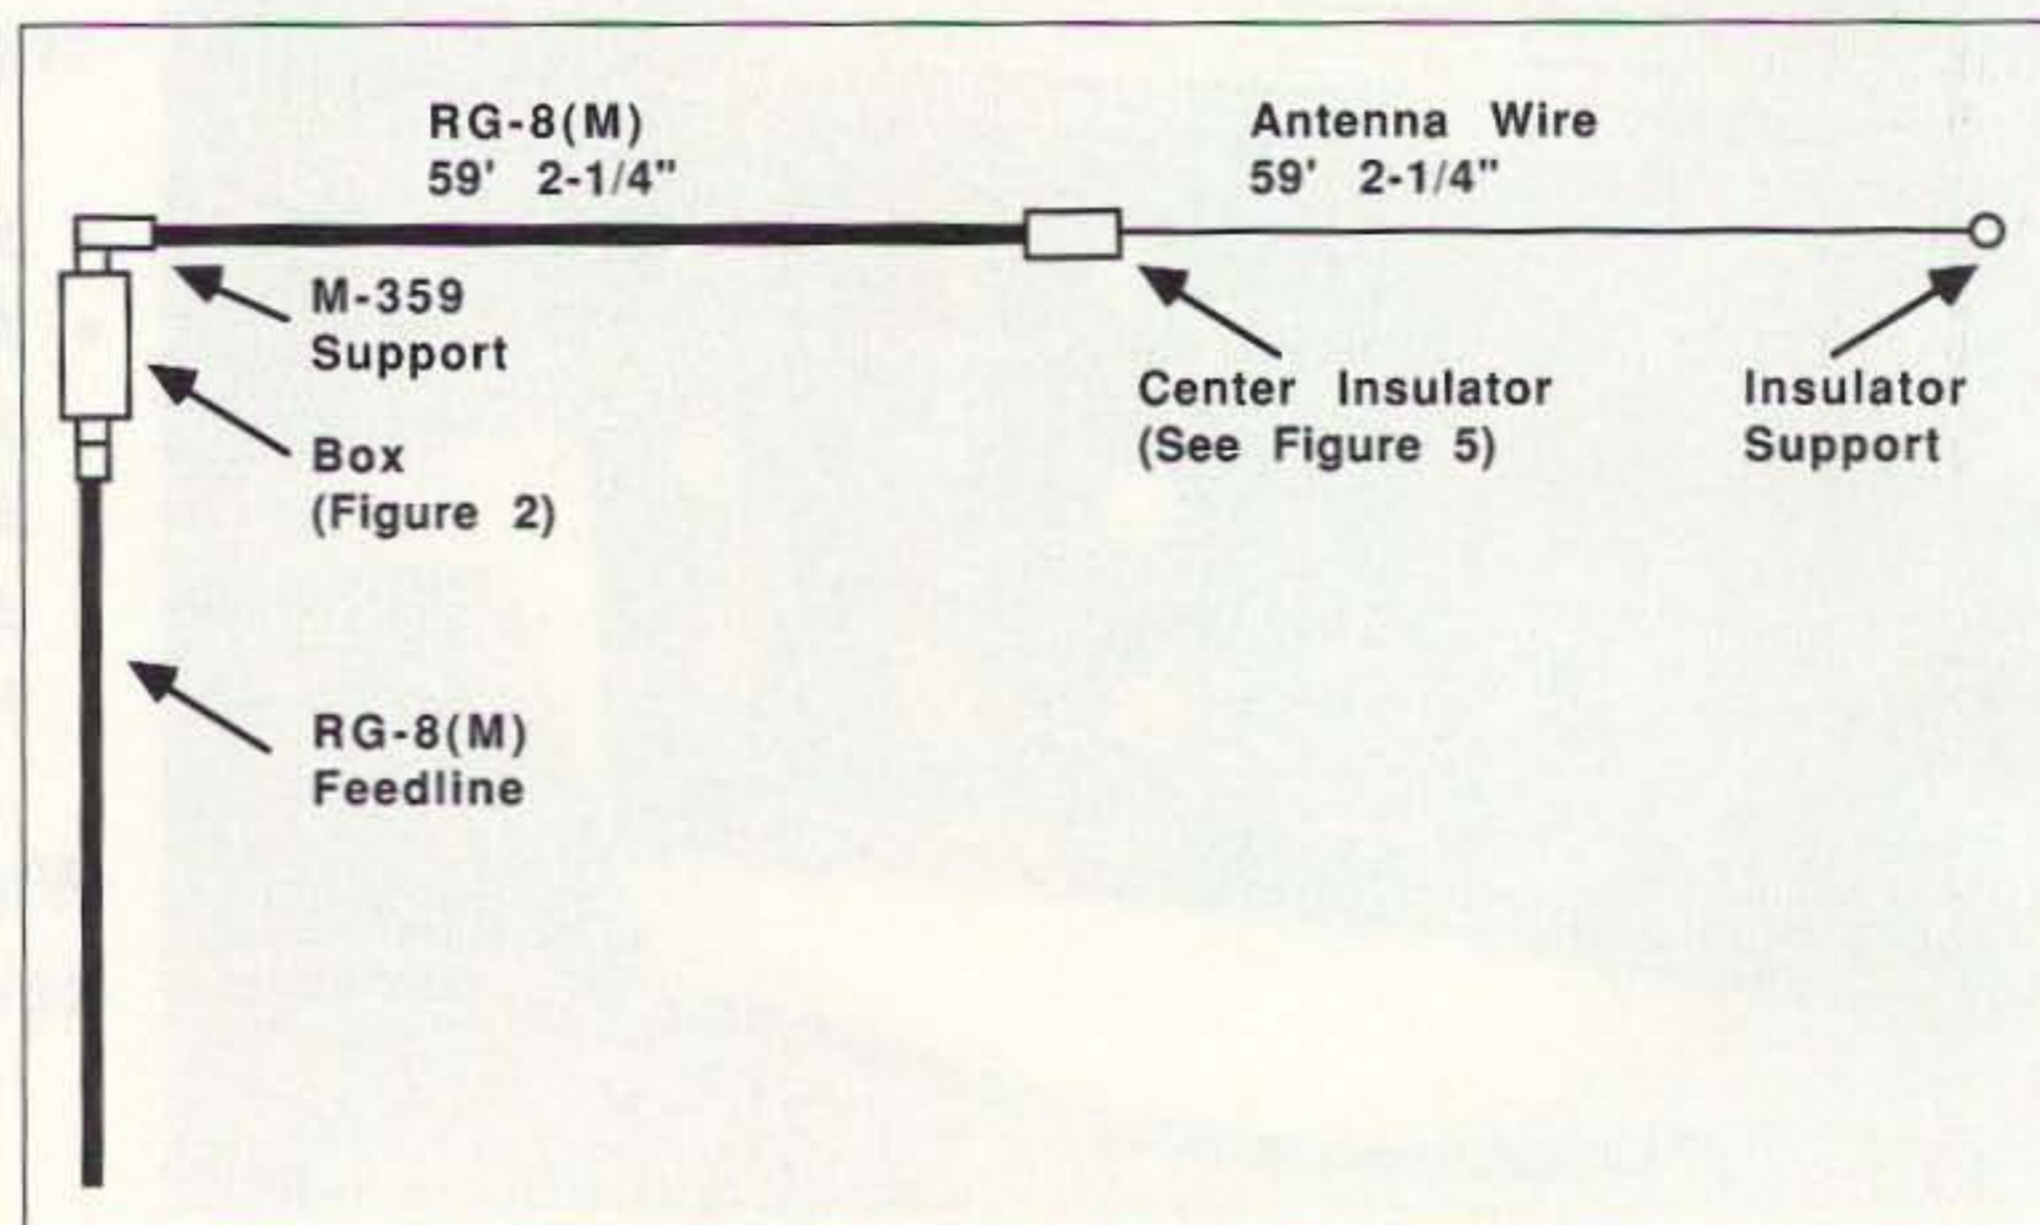 RG-8(M)
59' 2-1/4"
Antenna Wire
59' 2-1/4"
M-359
Support
Box
(Figure 2)
Center Insulator
(See Figure 5)
Insulator
Support
RG-8(M)
Feedline